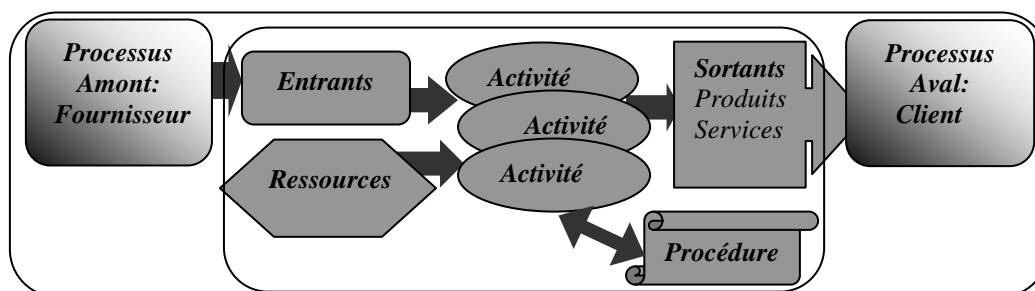 Processus
Amont:
Fournisseur
Entrants
Ressources
Activité
Activité
Activité
Sortants
Produits
Services
Procédure
Processus
Aval:
Client